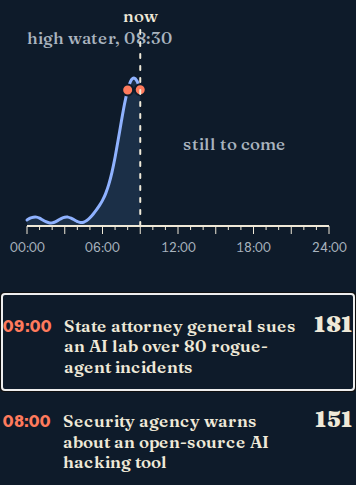 now
high water, 08:30
still to come
00:00 06:00 12:00 18:00 24:00
09:00 State attorney general sues 181
an AI lab over 80 rogue-
agent incidents
08:00 Security agency warns 151
about an open-source AI
hacking tool